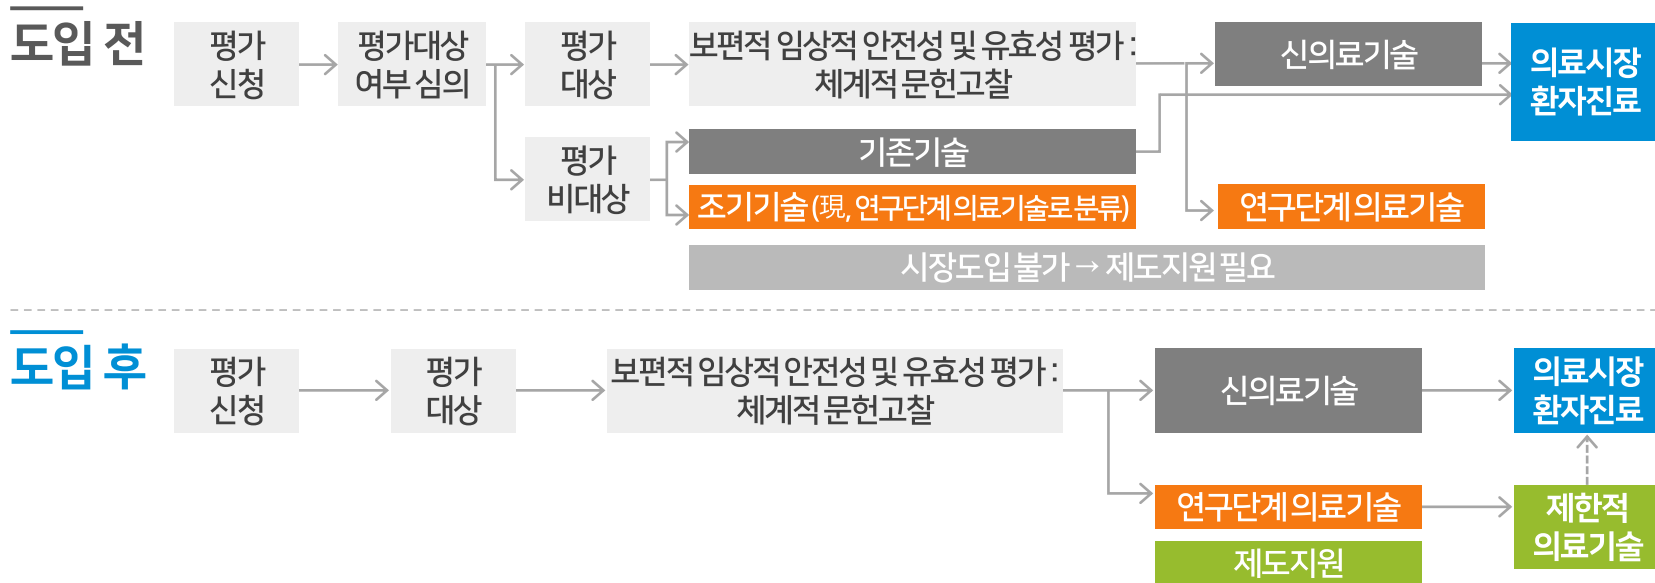 도입 전
평가
신청
평가대상
여부 심의
평가
대상
보편적 임상적 안전성 및 유효성 평가 :
체계적 문헌고찰
신의료기술
의료시장
환자진료
평가
비대상
기존기술
조기기술 (現, 연구단계 의료기술로 분류)
연구단계 의료기술
시장도입 불가 → 제도지원 필요
도입 후
평가
신청
평가
대상
보편적 임상적 안전성 및 유효성 평가 :
체계적 문헌고찰
신의료기술
의료시장
환자진료
연구단계 의료기술
제한적
의료기술
제도지원